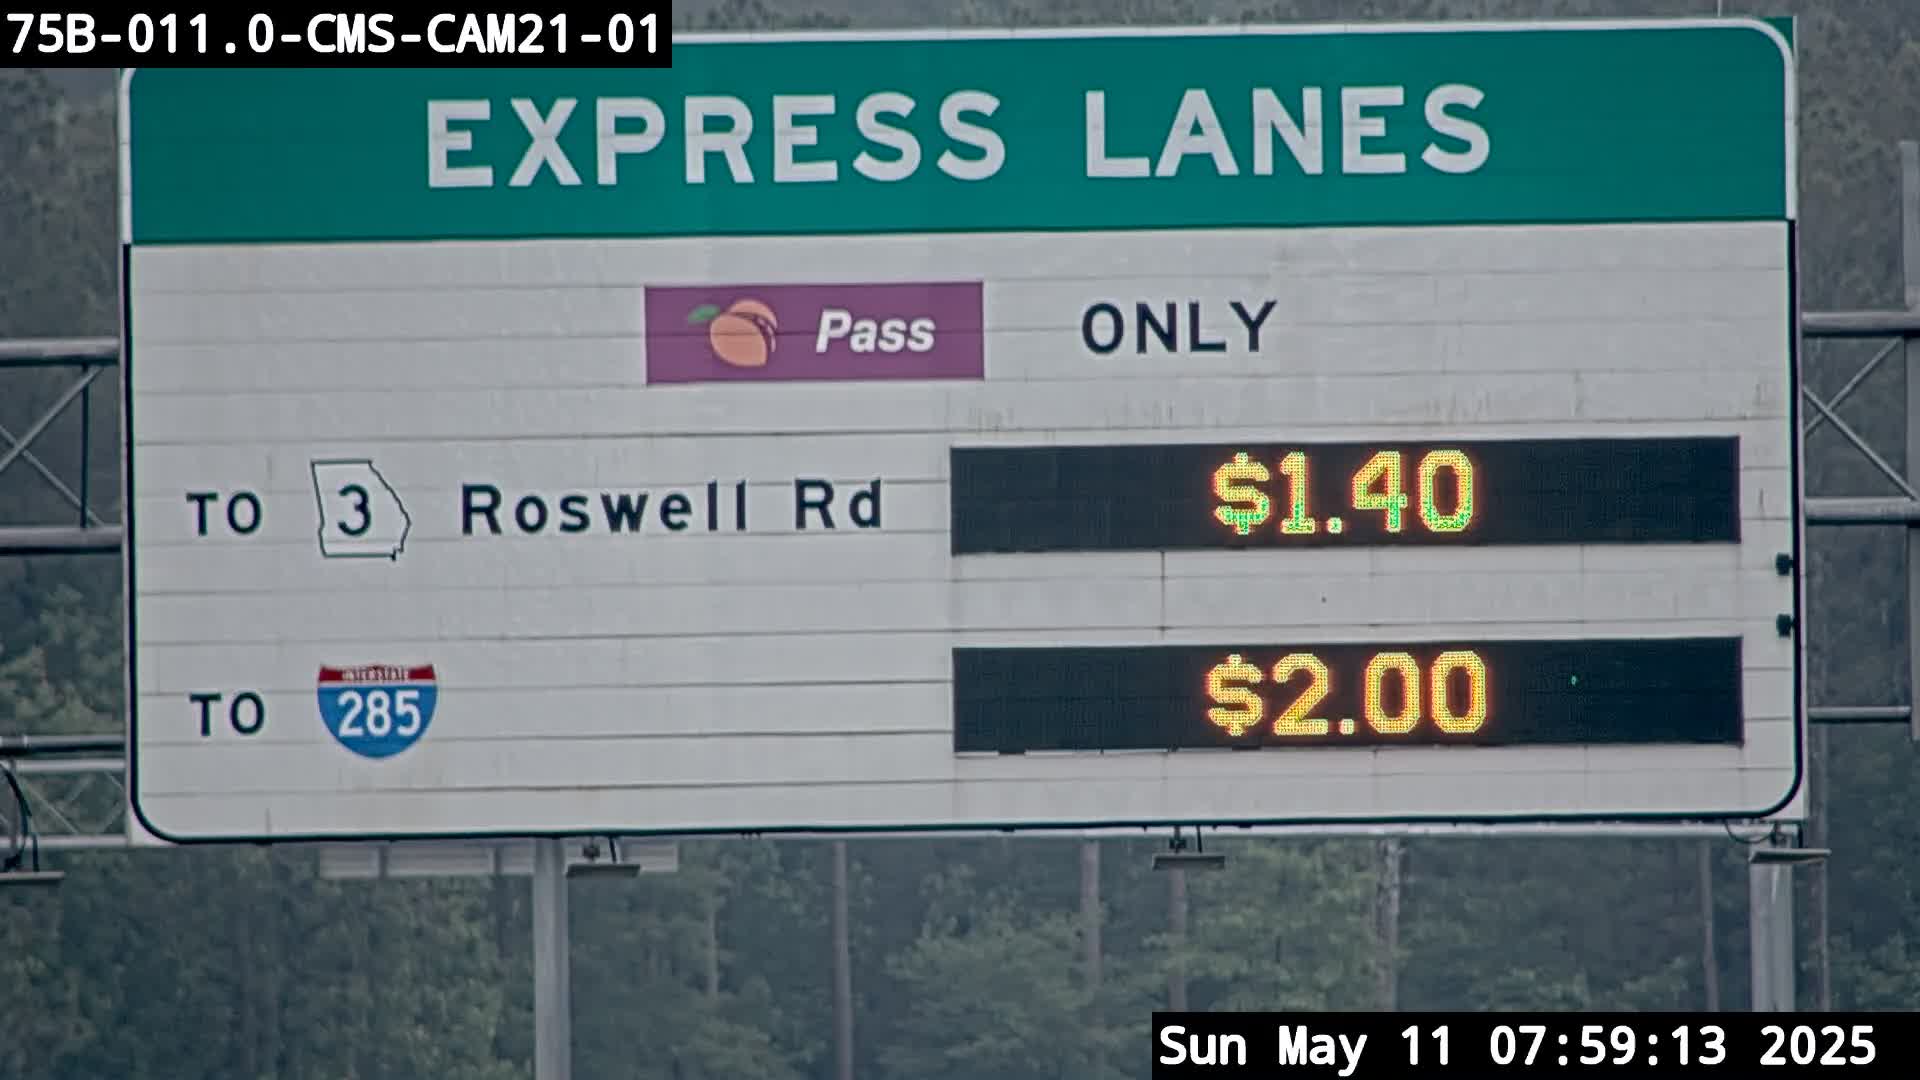 75B-011.0-CMS-CAM21-01
EXPRESS LANES
Pass ONLY
TO 3 Roswell Rd $1.40
INTERSTATE
TO 285 $2.00
Sun May 11 07:59:13 2025